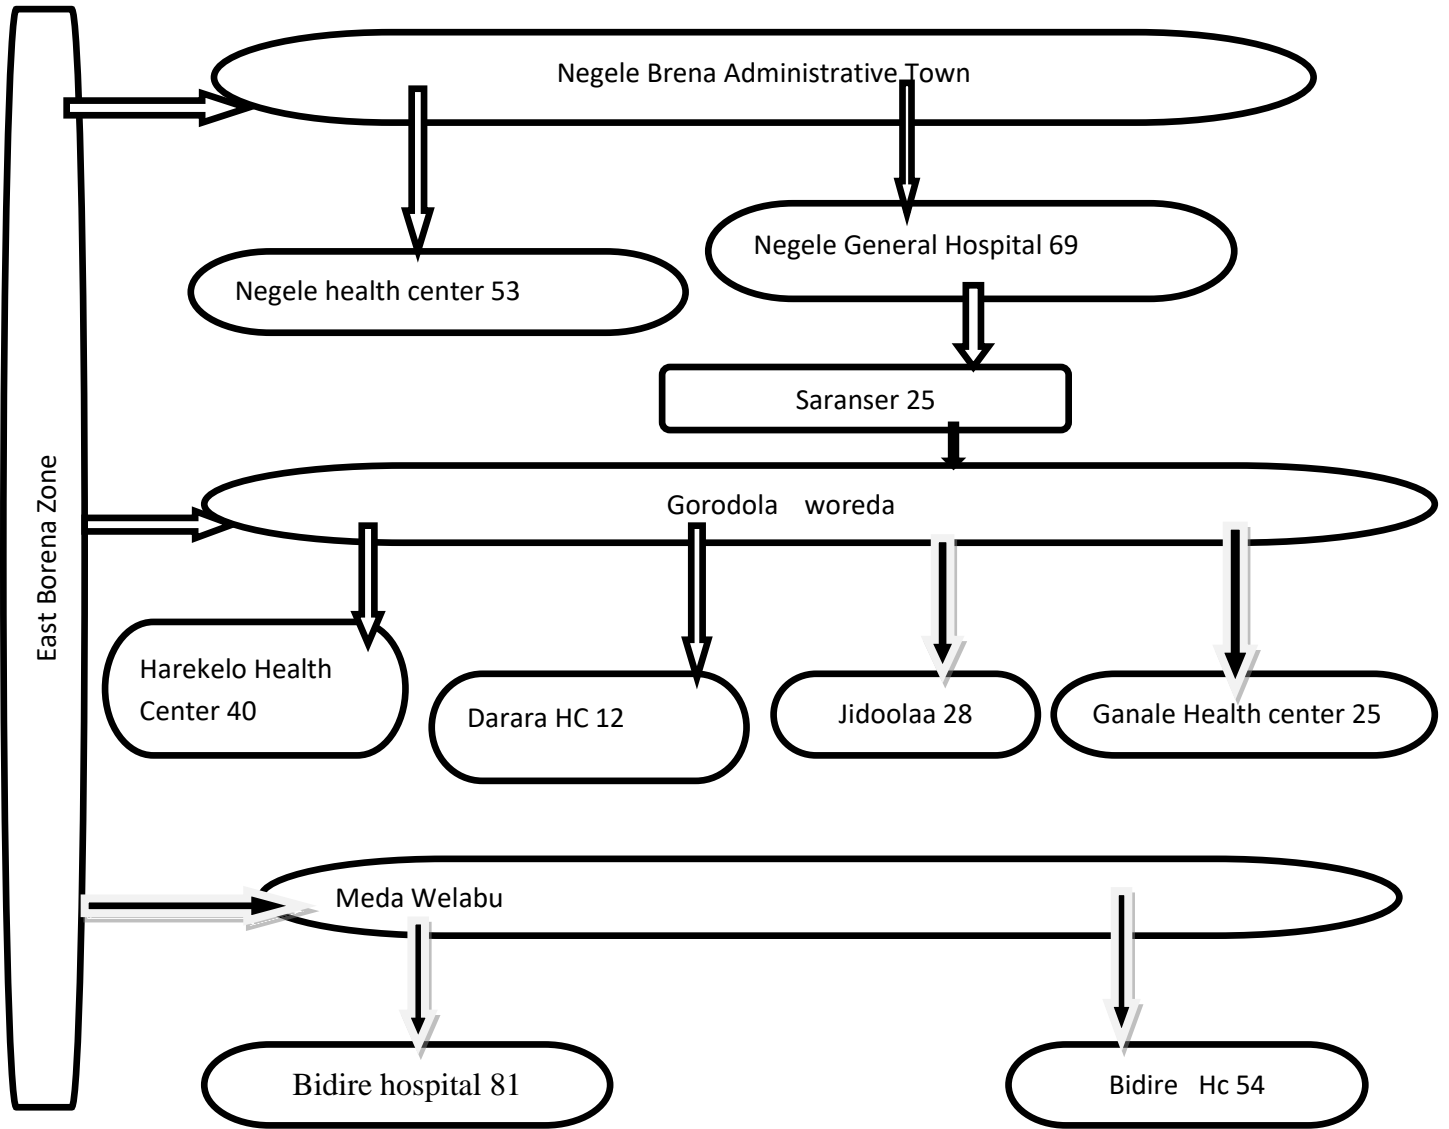 Negele Brena Administrative Town
Negele General Hospital 69
Negele health center 53
Saranser 25
East Borena Zone
Gorodola woreda
Harekelo Health
Center 40
Darara HC 12
Jidoolaa 28
Ganale Health center 25
Meda Welabu
Bidire hospital 81
Bidire Hc 54